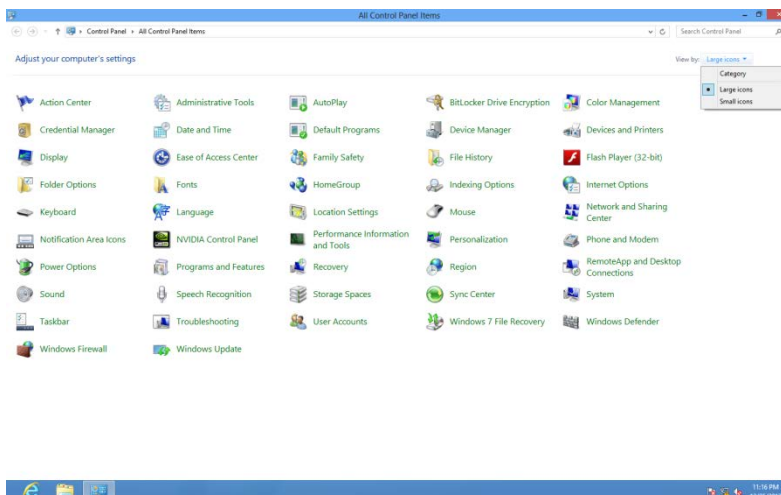 All Control Panel Items
Control Panel All Control Panel Items
Search Control Panel
Adjust your computer's settings
View by: Large icons
Category
Large icons
Small icons
Action Center
Administrative Tools
AutoPlay
BitLocker Drive Encryption
Color Management
Credential Manager
Date and Time
Default Programs
Device Manager
Devices and Printers
Display
Ease of Access Center
Family Safety
File History
Flash Player (32-bit)
Folder Options
Fonts
HomeGroup
Indexing Options
Internet Options
Keyboard
Language
Location Settings
Mouse
Network and Sharing
Center
Notification Area Icons
NVIDIA Control Panel
Performance Information
and Tools
Personalization
Phone and Modem
Power Options
Programs and Features
Recovery
Region
RemoteApp and Desktop
Connections
Sound
Speech Recognition
Storage Spaces
Sync Center
System
Taskbar
Troubleshooting
User Accounts
Windows 7 File Recovery
Windows Defender
Windows Firewall
Windows Update
11:16 PM